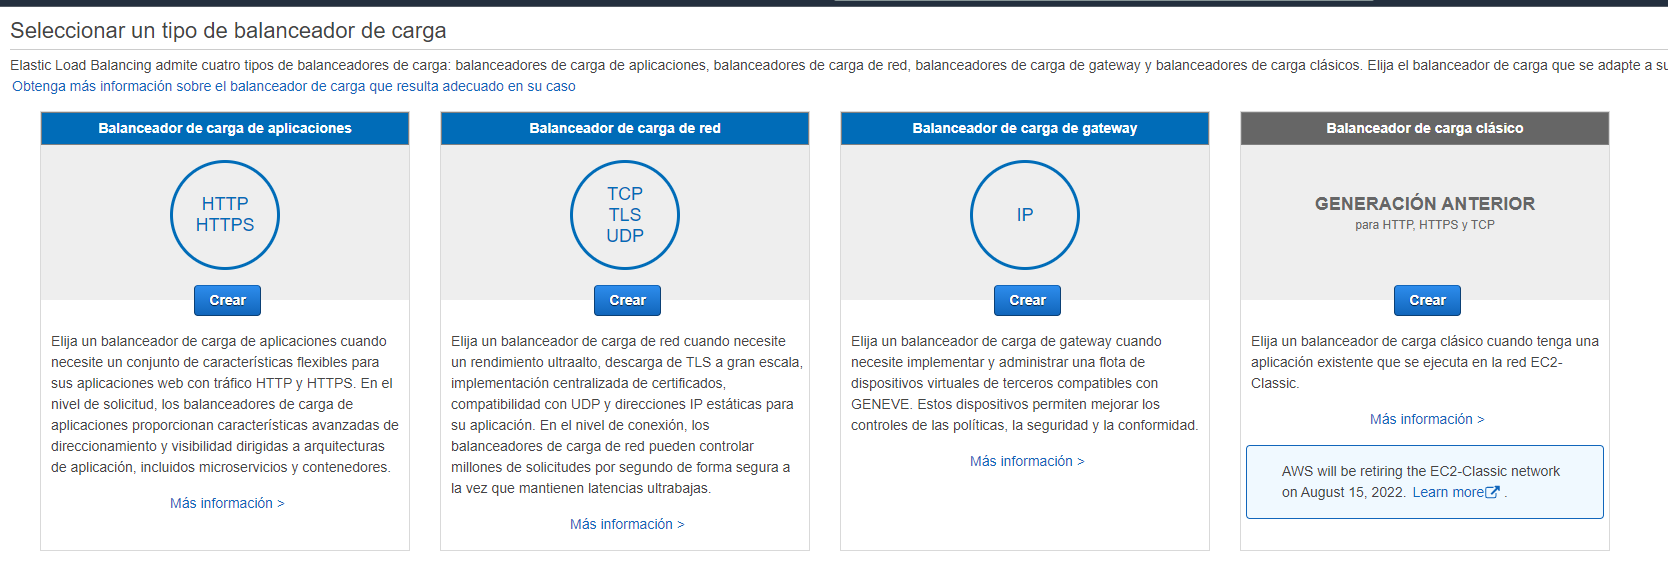 Seleccionar un tipo de balanceador de carga
Elastic Load Balancing admite cuatro tipos de balanceadores de carga: balanceadores de carga de aplicaciones, balanceadores de carga de red, balanceadores de carga de gateway y balanceadores de carga clásicos. Elija el balanceador de carga que se adapte a su
Obtenga más información sobre el balanceador de carga que resulta adecuado en su caso
Balanceador de carga de aplicaciones
HTTP
HTTPS
Crear
Elija un balanceador de carga de aplicaciones cuando
necesite un conjunto de características flexibles para
sus aplicaciones web con tráfico HTTP y HTTPS. En el
nivel de solicitud, los balanceadores de carga de
aplicaciones proporcionan características avanzadas de
direccionamiento y visibilidad dirigidas a arquitecturas
de aplicación, incluidos microservicios y contenedores.
Más información >
Balanceador de carga de red
TCP
TLS
UDP
Crear
Elija un balanceador de carga de red cuando necesite
un rendimiento ultraalto, descarga de TLS a gran escala,
implementación centralizada de certificados,
compatibilidad con UDP y direcciones IP estáticas para
su aplicación. En el nivel de conexión, los
balanceadores de carga de red pueden controlar
millones de solicitudes por segundo de forma segura a
la vez que mantienen latencias ultrabajas.
Más información >
Balanceador de carga de gateway
IP
Crear
Elija un balanceador de carga de gateway cuando
necesite implementar y administrar una flota de
dispositivos virtuales de terceros compatibles con
GENEVE. Estos dispositivos permiten mejorar los
controles de las políticas, la seguridad y la conformidad.
Más información >
Balanceador de carga clásico
GENERACIÓN ANTERIOR
para HTTP, HTTPS y TCP
Crear
Elija un balanceador de carga clásico cuando tenga una
aplicación existente que se ejecuta en la red EC2-
Classic.
Más información >
AWS will be retiring the EC2-Classic network
on August 15, 2022. Learn more .